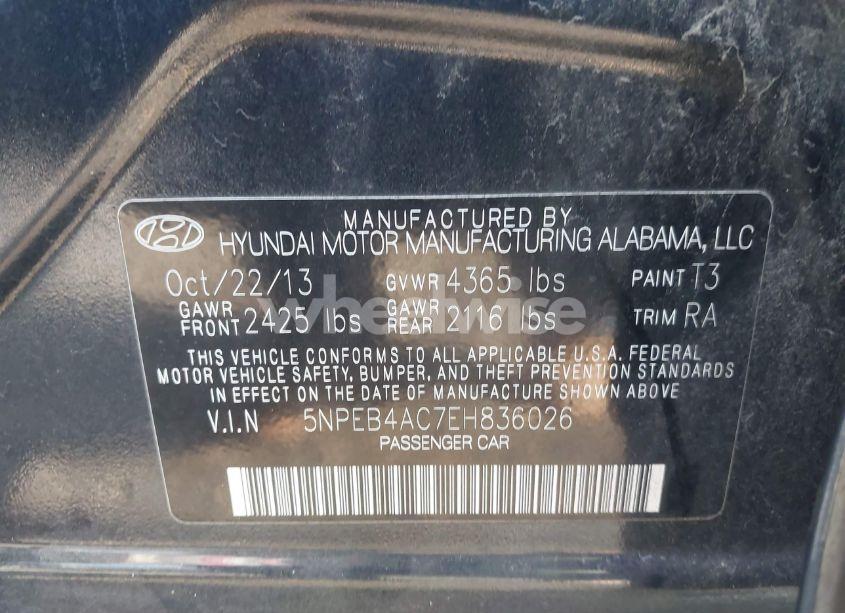 MANUFACTURED BY
HYUNDAI MOTOR MANUFACTURING ALABAMA, LLC
Oct/22/13 GVWR 4365 lbs PAINT T3
GAWR FRONT 2425 lbs GAWR REAR 2116 lbs TRIM RA
wheelwise
THIS VEHICLE CONFORMS TO ALL APPLICABLE U.S.A. FEDERAL
MOTOR VEHICLE SAFETY, BUMPER, AND THEFT PREVENTION STANDARDS
IN EFFECT ON THE DATE OF MANUFACTURE SHOWN ABOVE
V.I.N 5NPEB4AC7EH836026
PASSENGER CAR